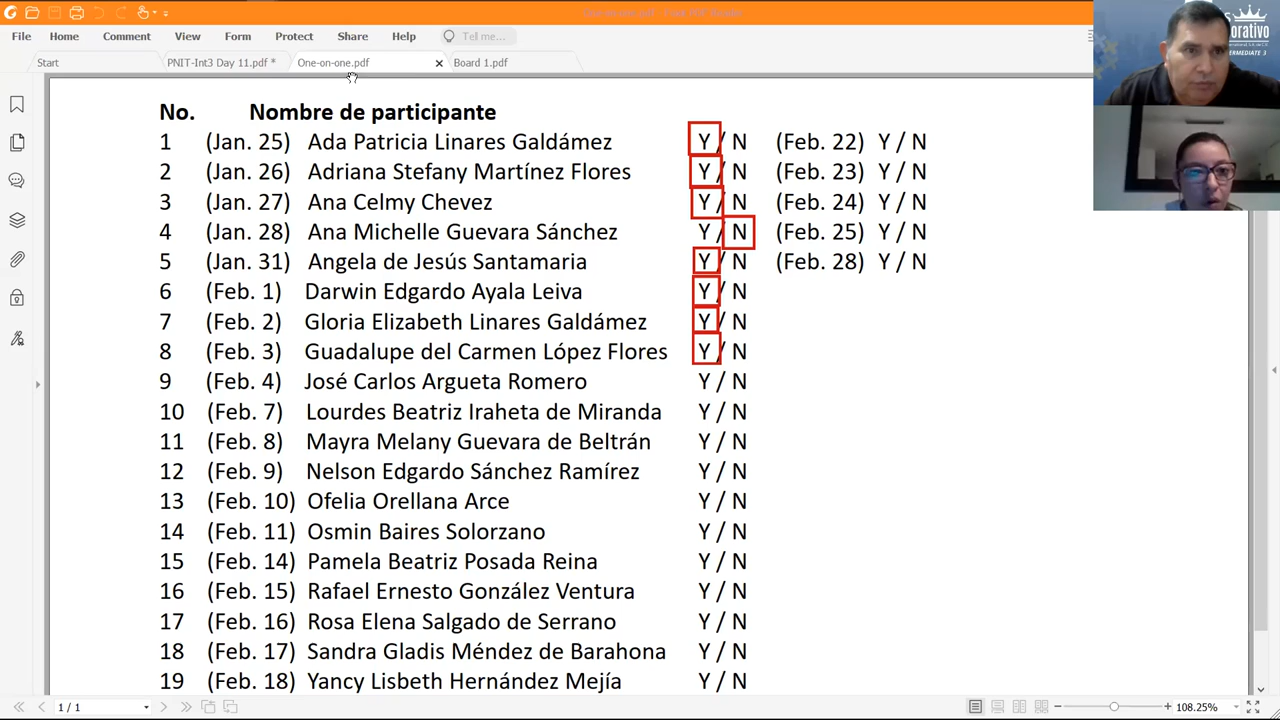 File Home Comment View Form Protect Share Help Tell me...
Start PNIT-Int3 Day 11.pdf * One-on-one.pdf Board 1.pdf
orativo
No. Nombre de participante
1 (Jan. 25) Ada Patricia Linares Galdámez Y / N (Feb. 22) Y / N
2 (Jan. 26) Adriana Stefany Martínez Flores Y / N (Feb. 23) Y / N
3 (Jan. 27) Ana Celmy Chevez Y / N (Feb. 24) Y / N
4 (Jan. 28) Ana Michelle Guevara Sánchez Y / N (Feb. 25) Y / N
5 (Jan. 31) Angela de Jesús Santamaria Y / N (Feb. 28) Y / N
6 (Feb. 1) Darwin Edgardo Ayala Leiva Y / N
7 (Feb. 2) Gloria Elizabeth Linares Galdámez Y / N
8 (Feb. 3) Guadalupe del Carmen López Flores Y / N
9 (Feb. 4) José Carlos Argueta Romero Y / N
10 (Feb. 7) Lourdes Beatriz Iraheta de Miranda Y / N
11 (Feb. 8) Mayra Melany Guevara de Beltrán Y / N
12 (Feb. 9) Nelson Edgardo Sánchez Ramírez Y / N
13 (Feb. 10) Ofelia Orellana Arce Y / N
14 (Feb. 11) Osmin Baires Solorzano Y / N
15 (Feb. 14) Pamela Beatriz Posada Reina Y / N
16 (Feb. 15) Rafael Ernesto González Ventura Y / N
17 (Feb. 16) Rosa Elena Salgado de Serrano Y / N
18 (Feb. 17) Sandra Gladis Méndez de Barahona Y / N
19 (Feb. 18) Yancy Lisbeth Hernández Mejía Y / N
1 / 1 108.25%